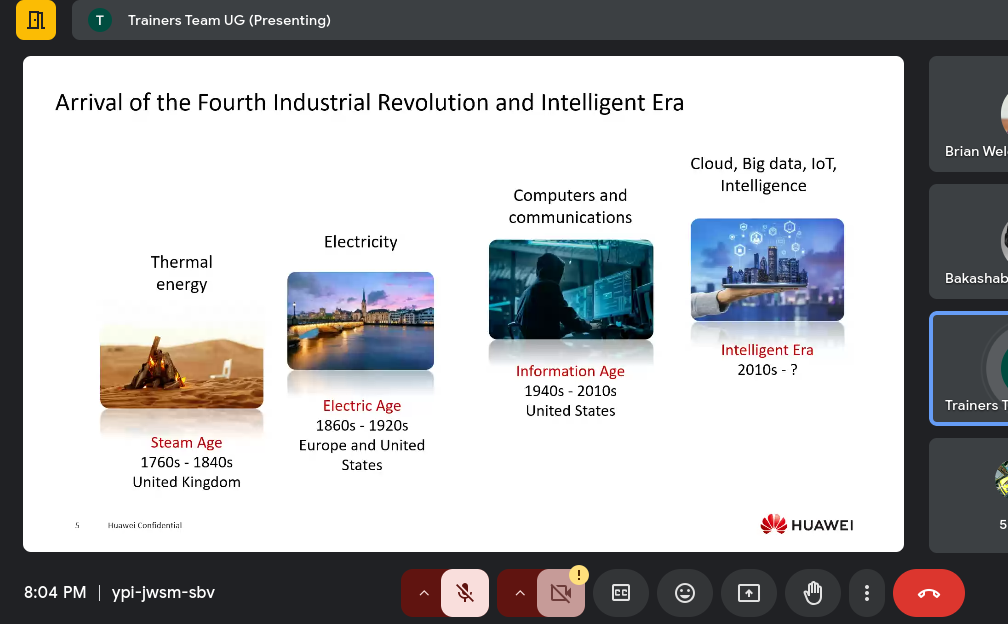 T Trainers Team UG (Presenting)
Arrival of the Fourth Industrial Revolution and Intelligent Era
Thermal
energy
Steam Age
1760s - 1840s
United Kingdom
Electricity
Electric Age
1860s - 1920s
Europe and United
States
Computers and
communications
Information Age
1940s - 2010s
United States
Cloud, Big data, IoT,
Intelligence
Intelligent Era
2010s - ?
5 Huawei Confidential
HUAWEI
Brian Wel
Bakashab
Trainers T
5
8:04 PM | ypi-jwsm-sbv
!
CC